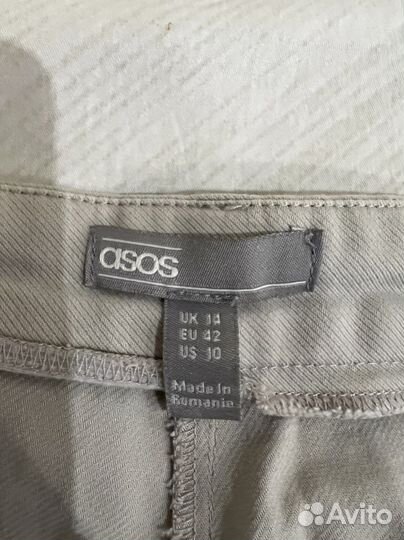 asos
UK 14
EU 42
US 10
Made in
Romania
Avito